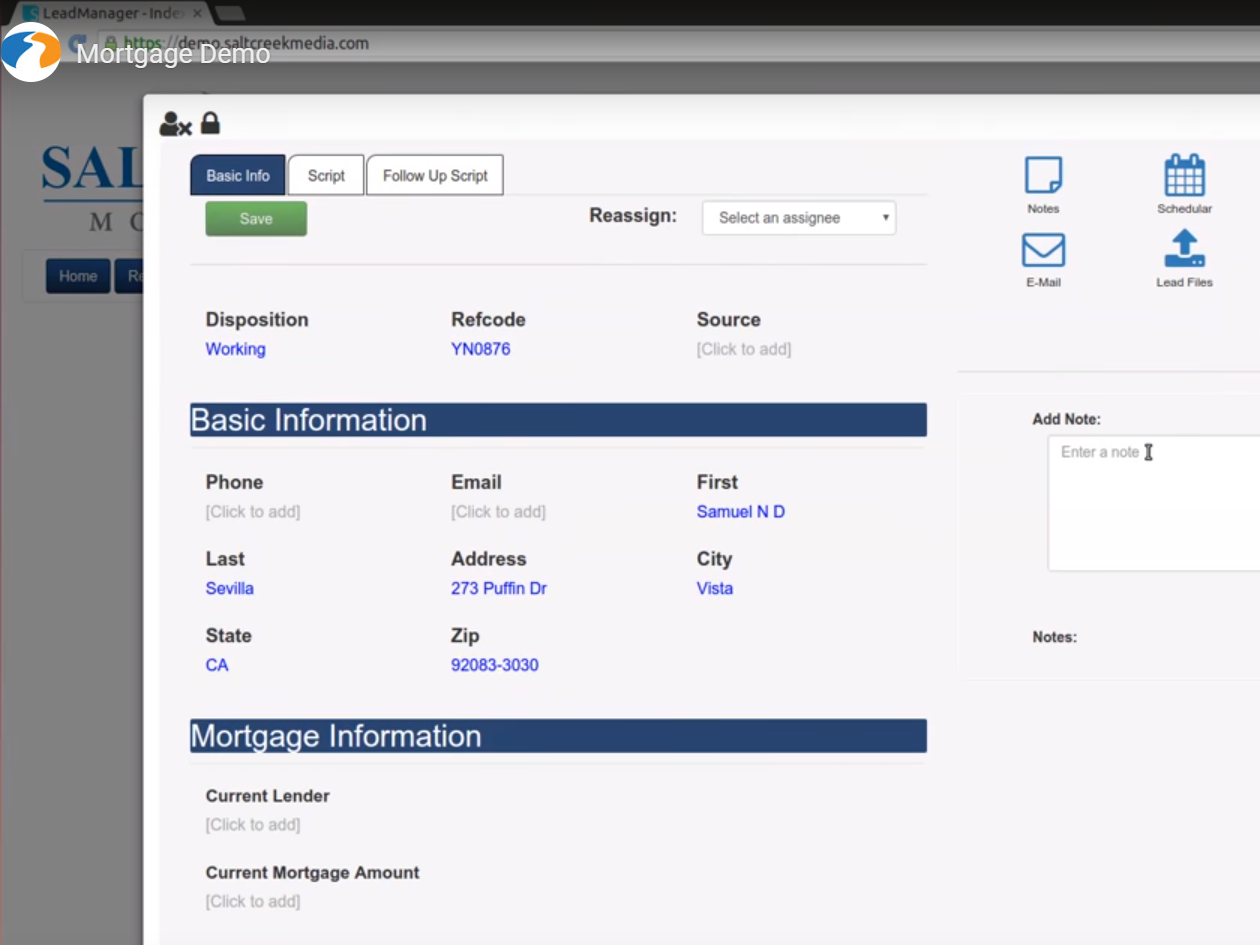 LeadManager - Inde
https://demo.saltcreekmedia.com
Mortgage Demo
SAL
M
Home
Basic Info Script Follow Up Script
Save Reassign: Select an assignee
Notes Schedular
E-Mail Lead Files
Disposition Refcode Source
Working YN0876 [Click to add]
Basic Information
Add Note:
Enter a note
Phone Email First
[Click to add] [Click to add] Samuel N D
Last Address City
Sevilla 273 Puffin Dr Vista
State Zip
CA 92083-3030
Notes:
Mortgage Information
Current Lender
[Click to add]
Current Mortgage Amount
[Click to add]